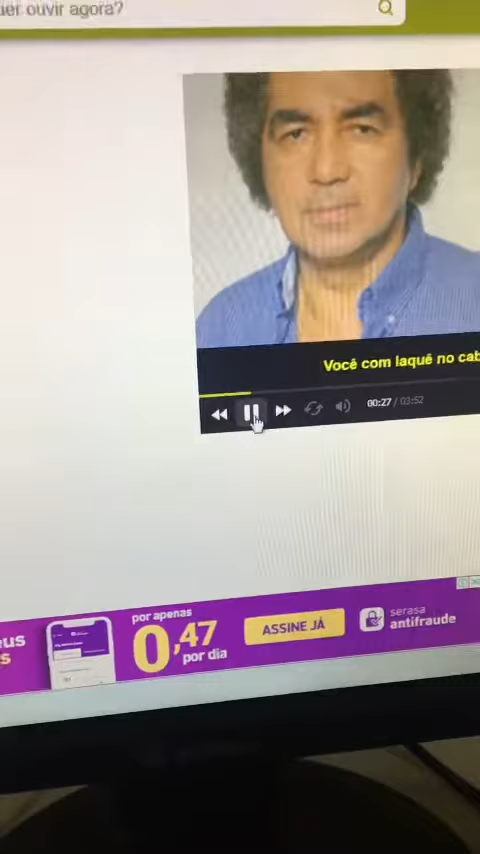 uer ouvir agora?
Você com laquê no cab
00:27 / 03:52
eus
s
por apenas
0,47
por dia
ASSINE JÁ
serasa
antifraude